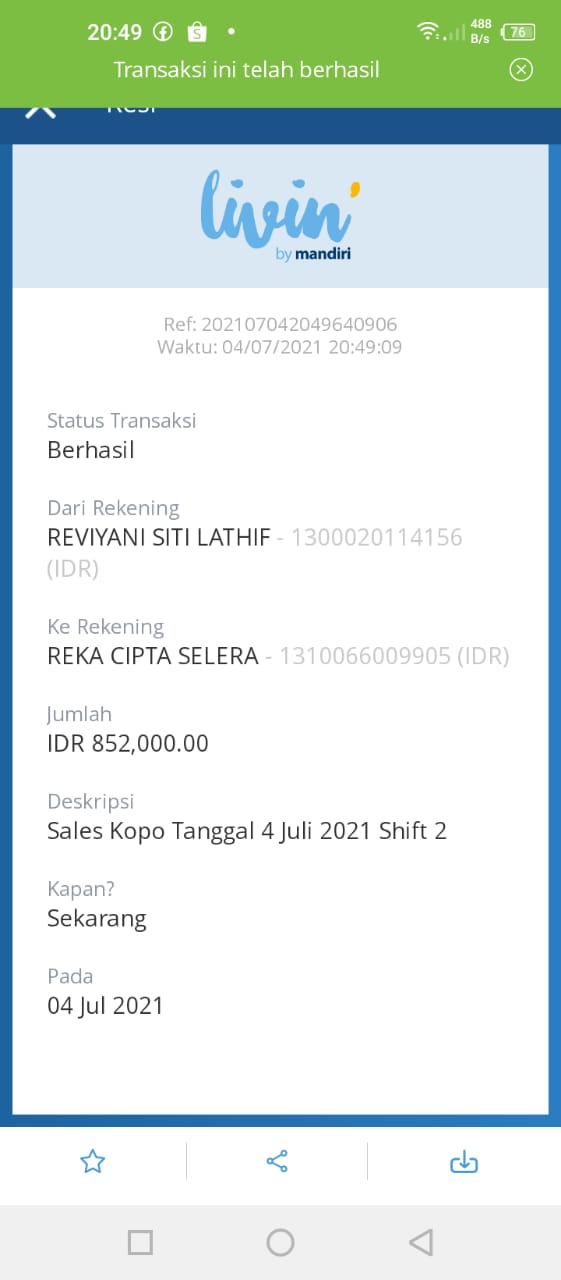 20:49
488
B/s
76
Transaksi ini telah berhasil
Resi
livin'
by mandiri
Ref: 202107042049640906
Waktu: 04/07/2021 20:49:09
Status Transaksi
Berhasil
Dari Rekening
REVIYANI SITI LATHIF - 1300020114156
(IDR)
Ke Rekening
REKA CIPTA SELERA - 1310066009905 (IDR)
Jumlah
IDR 852,000.00
Deskripsi
Sales Kopo Tanggal 4 Juli 2021 Shift 2
Kapan?
Sekarang
Pada
04 Jul 2021